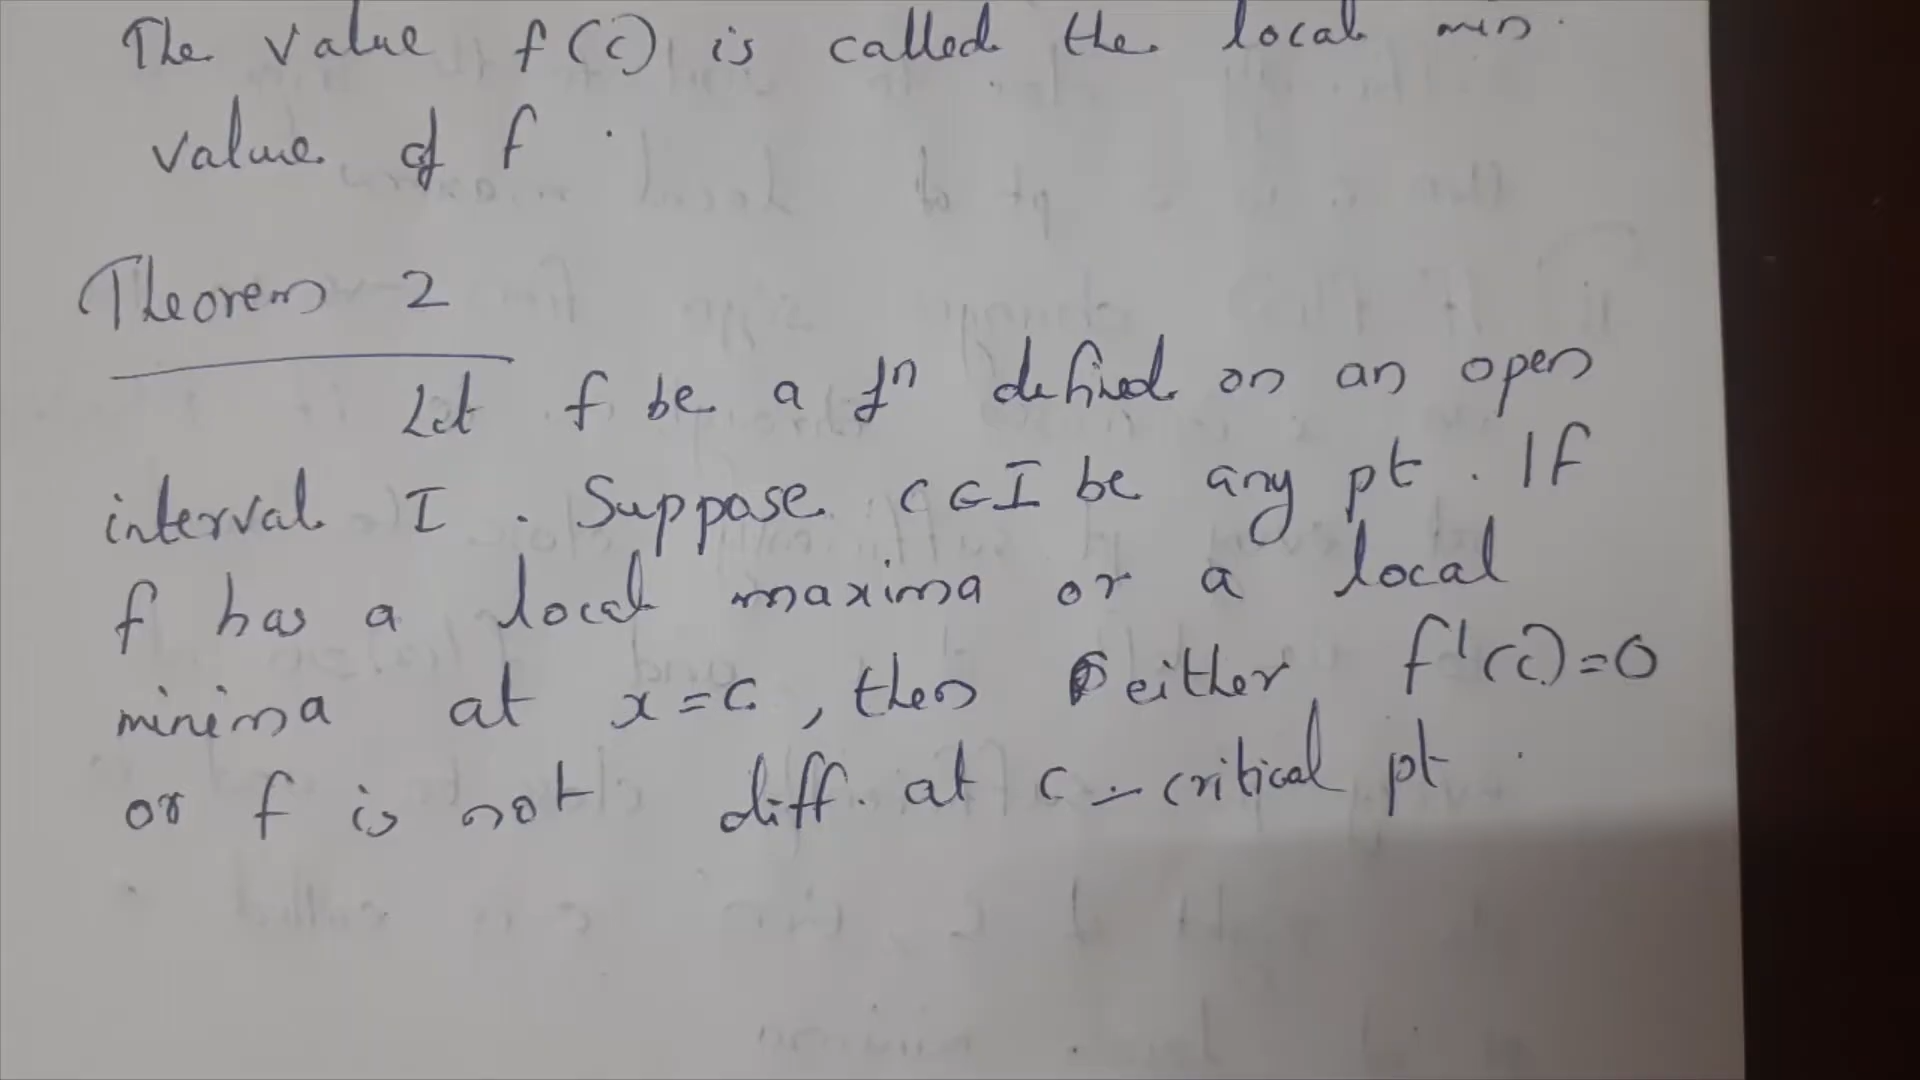 The value f(c) is called the local min.
value of f.
Theorem 2
Let f be a fⁿ defined on an open
interval I. Suppose c ∈ I be any pt. If
f has a local maxima or a local
minima at x=c, then either f'(c)=0
or f is not diff. at c – critical pt.